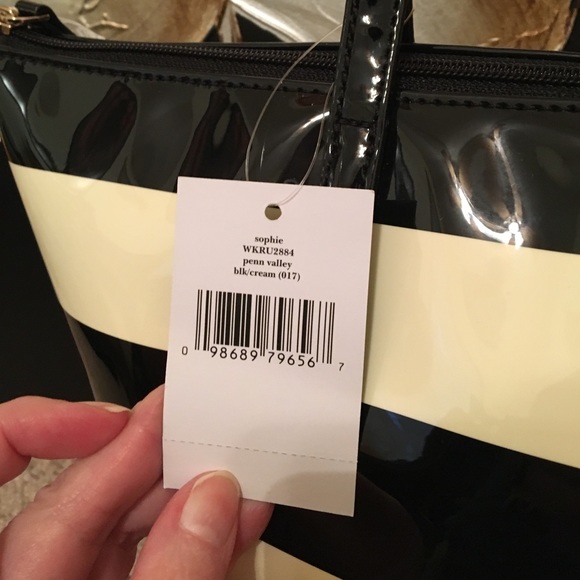 sophie
WKRU2884
penn valley
blk/cream (017)
0 98689 79656 7